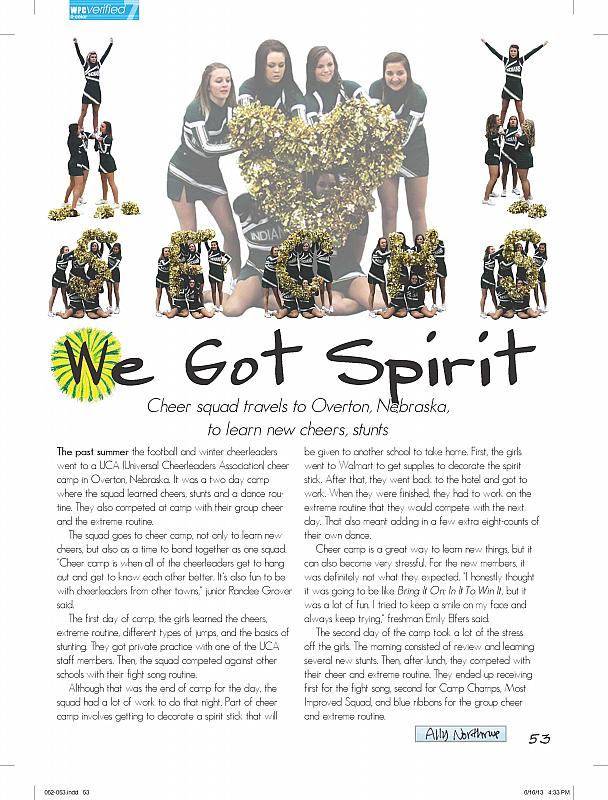 WPC verified 7
4-color
INDIANS
S E C H S
We Got Spirit
Cheer squad travels to Overton, Nebraska,
to learn new cheers, stunts
The past summer the football and winter cheerleaders
went to a UCA (Universal Cheerleaders Association) cheer
camp in Overton, Nebraska. It was a two day camp
where the squad learned cheers, stunts and a dance rou-
tine. They also competed at camp with their group cheer
and the extreme routine.
The squad goes to cheer camp, not only to learn new
cheers, but also as a time to bond together as one squad.
"Cheer camp is when all of the cheerleaders get to hang
out and get to know each other better. It's also fun to be
with cheerleaders from other towns," junior Randee Grover
said.
The first day of camp, the girls learned the cheers,
extreme routine, different types of jumps, and the basics of
stunting. They got private practice with one of the UCA
staff members. Then, the squad competed against other
schools with their fight song routine.
Although that was the end of camp for the day, the
squad had a lot of work to do that night. Part of cheer
camp involves getting to decorate a spirit stick that will
be given to another school to take home. First, the girls
went to Walmart to get supplies to decorate the spirit
stick. After that, they went back to the hotel and got to
work. When they were finished, they had to work on the
extreme routine that they would compete with the next
day. That also meant adding in a few extra eight-counts of
their own dance.
Cheer camp is a great way to learn new things, but it
can also become very stressful. For the new members, it
was definitely not what they expected. "I honestly thought
it was going to be like Bring It On: In It To Win It, but it
was a lot of fun. I tried to keep a smile on my face and
always keep trying," freshman Emily Elfers said.
The second day of the camp took a lot of the stress
off the girls. The morning consisted of review and learning
several new stunts. Then, after lunch, they competed with
their cheer and extreme routine. They ended up receiving
first for the fight song, second for Camp Champs, Most
Improved Squad, and blue ribbons for the group cheer
and extreme routine.
Ally Northrup
53
052-053.indd 53
6/16/13 4:33 PM